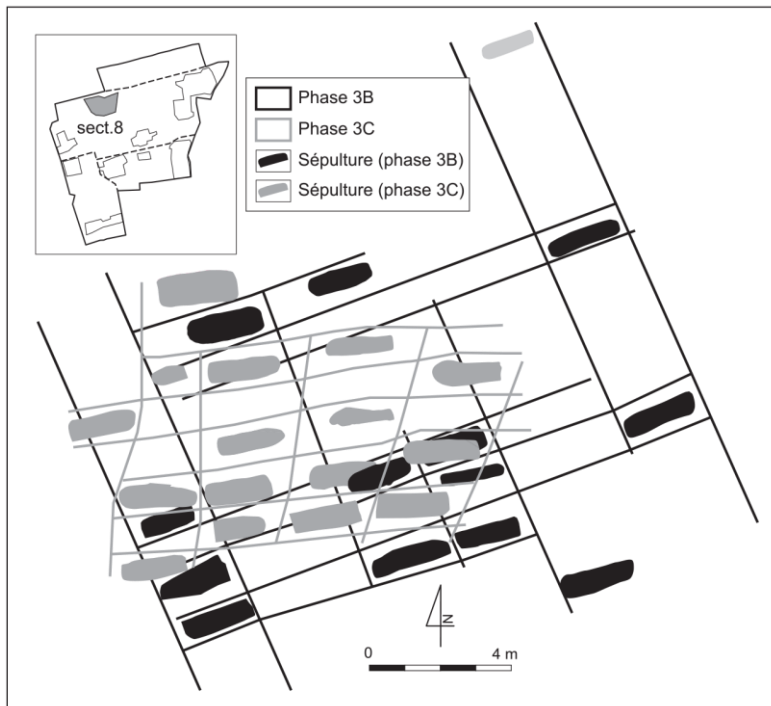 sect.8
Phase 3B
Phase 3C
Sépulture (phase 3B)
Sépulture (phase 3C)
N
0 4 m